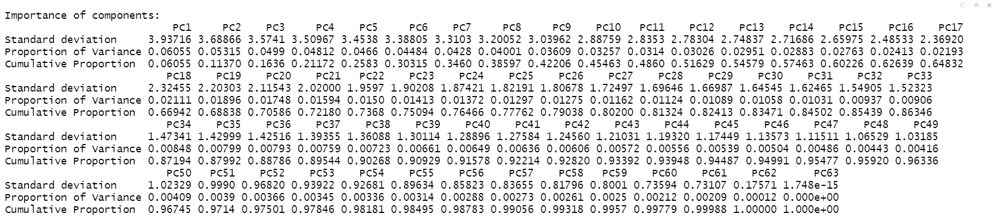 Importance of components:
PC1 PC2 PC3 PC4 PC5 PC6 PC7 PC8 PC9 PC10 PC11 PC12 PC13 PC14 PC15 PC16 PC17
Standard deviation 3.93716 3.68866 3.5741 3.50967 3.4538 3.38805 3.3103 3.20052 3.03962 2.88759 2.8353 2.78304 2.74837 2.71686 2.65975 2.48533 2.36920
Proportion of Variance 0.06055 0.05315 0.0499 0.04812 0.0466 0.04484 0.0428 0.04001 0.03609 0.03257 0.0314 0.03026 0.02951 0.02883 0.02763 0.02413 0.02193
Cumulative Proportion 0.06055 0.11370 0.1636 0.21172 0.2583 0.30315 0.3460 0.38597 0.42206 0.45463 0.4860 0.51629 0.54579 0.57463 0.60226 0.62639 0.64832
PC18 PC19 PC20 PC21 PC22 PC23 PC24 PC25 PC26 PC27 PC28 PC29 PC30 PC31 PC32 PC33
Standard deviation 2.32455 2.20303 2.11543 2.02000 1.9597 1.90208 1.87421 1.82191 1.80678 1.72497 1.69646 1.66987 1.64545 1.62465 1.54905 1.52323
Proportion of Variance 0.02111 0.01896 0.01748 0.01594 0.0150 0.01413 0.01372 0.01297 0.01275 0.01162 0.01124 0.01089 0.01058 0.01031 0.00937 0.00906
Cumulative Proportion 0.66942 0.68838 0.70586 0.72180 0.7368 0.75094 0.76466 0.77762 0.79038 0.80200 0.81324 0.82413 0.83471 0.84502 0.85439 0.86346
PC34 PC35 PC36 PC37 PC38 PC39 PC40 PC41 PC42 PC43 PC44 PC45 PC46 PC47 PC48 PC49
Standard deviation 1.47341 1.42999 1.42516 1.39355 1.36088 1.30114 1.28896 1.27584 1.24560 1.21031 1.19320 1.17449 1.13573 1.11511 1.06529 1.03185
Proportion of Variance 0.00848 0.00799 0.00793 0.00759 0.00723 0.00661 0.00649 0.00636 0.00606 0.00572 0.00556 0.00539 0.00504 0.00486 0.00443 0.00416
Cumulative Proportion 0.87194 0.87992 0.88786 0.89544 0.90268 0.90929 0.91578 0.92214 0.92820 0.93392 0.93948 0.94487 0.94991 0.95477 0.95920 0.96336
PC50 PC51 PC52 PC53 PC54 PC55 PC56 PC57 PC58 PC59 PC60 PC61 PC62 PC63
Standard deviation 1.02329 0.9990 0.96820 0.93922 0.92681 0.89634 0.85823 0.83655 0.81796 0.8001 0.73594 0.73107 0.17571 1.748e-15
Proportion of Variance 0.00409 0.0039 0.00366 0.00345 0.00336 0.00314 0.00288 0.00273 0.00261 0.0025 0.00212 0.00209 0.00012 0.000e+00
Cumulative Proportion 0.96745 0.9714 0.97501 0.97846 0.98181 0.98495 0.98783 0.99056 0.99318 0.9957 0.99779 0.99988 1.00000 1.000e+00